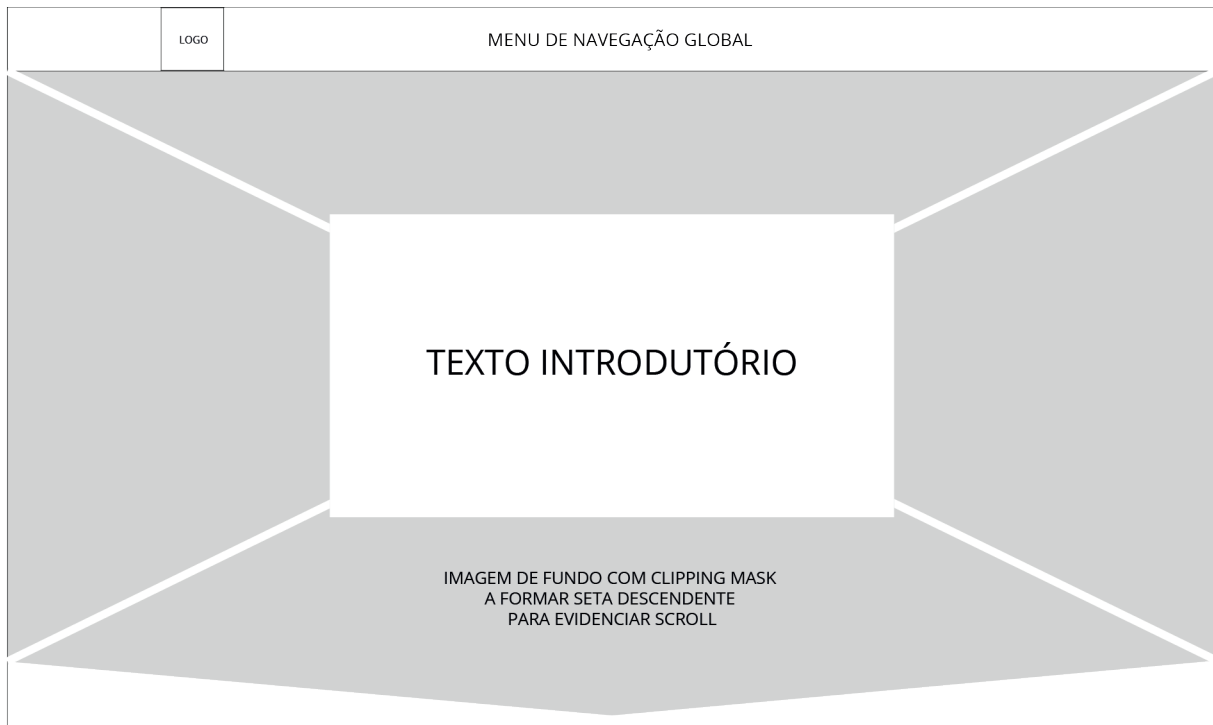 LOGO
MENU DE NAVEGAÇÃO GLOBAL
TEXTO INTRODUTÓRIO
IMAGEM DE FUNDO COM CLIPPING MASK
A FORMAR SETA DESCENDENTE
PARA EVIDENCIAR SCROLL